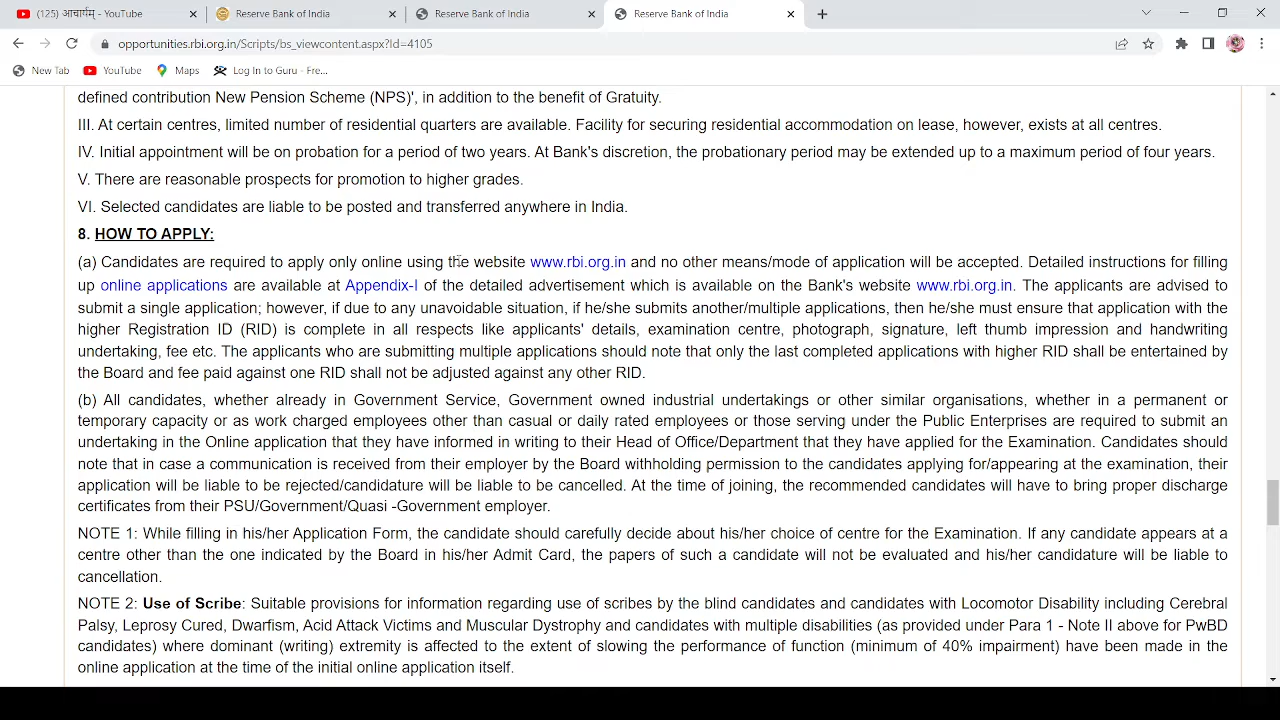 (125) आचार्यम् - YouTube
Reserve Bank of India
Reserve Bank of India
Reserve Bank of India
opportunities.rbi.org.in/Scripts/bs_viewcontent.aspx?Id=4105
New Tab
YouTube
Maps
Log In to Guru - Fre...
defined contribution New Pension Scheme (NPS)', in addition to the benefit of Gratuity.
III. At certain centres, limited number of residential quarters are available. Facility for securing residential accommodation on lease, however, exists at all centres.
IV. Initial appointment will be on probation for a period of two years. At Bank's discretion, the probationary period may be extended up to a maximum period of four years.
V. There are reasonable prospects for promotion to higher grades.
VI. Selected candidates are liable to be posted and transferred anywhere in India.
8. HOW TO APPLY:
(a) Candidates are required to apply only online using the website www.rbi.org.in and no other means/mode of application will be accepted. Detailed instructions for filling
up online applications are available at Appendix-I of the detailed advertisement which is available on the Bank's website www.rbi.org.in. The applicants are advised to
submit a single application; however, if due to any unavoidable situation, if he/she submits another/multiple applications, then he/she must ensure that application with the
higher Registration ID (RID) is complete in all respects like applicants' details, examination centre, photograph, signature, left thumb impression and handwriting
undertaking, fee etc. The applicants who are submitting multiple applications should note that only the last completed applications with higher RID shall be entertained by
the Board and fee paid against one RID shall not be adjusted against any other RID.
(b) All candidates, whether already in Government Service, Government owned industrial undertakings or other similar organisations, whether in a permanent or
temporary capacity or as work charged employees other than casual or daily rated employees or those serving under the Public Enterprises are required to submit an
undertaking in the Online application that they have informed in writing to their Head of Office/Department that they have applied for the Examination. Candidates should
note that in case a communication is received from their employer by the Board withholding permission to the candidates applying for/appearing at the examination, their
application will be liable to be rejected/candidature will be liable to be cancelled. At the time of joining, the recommended candidates will have to bring proper discharge
certificates from their PSU/Government/Quasi -Government employer.
NOTE 1: While filling in his/her Application Form, the candidate should carefully decide about his/her choice of centre for the Examination. If any candidate appears at a
centre other than the one indicated by the Board in his/her Admit Card, the papers of such a candidate will not be evaluated and his/her candidature will be liable to
cancellation.
NOTE 2: Use of Scribe: Suitable provisions for information regarding use of scribes by the blind candidates and candidates with Locomotor Disability including Cerebral
Palsy, Leprosy Cured, Dwarfism, Acid Attack Victims and Muscular Dystrophy and candidates with multiple disabilities (as provided under Para 1 - Note II above for PwBD
candidates) where dominant (writing) extremity is affected to the extent of slowing the performance of function (minimum of 40% impairment) have been made in the
online application at the time of the initial online application itself.